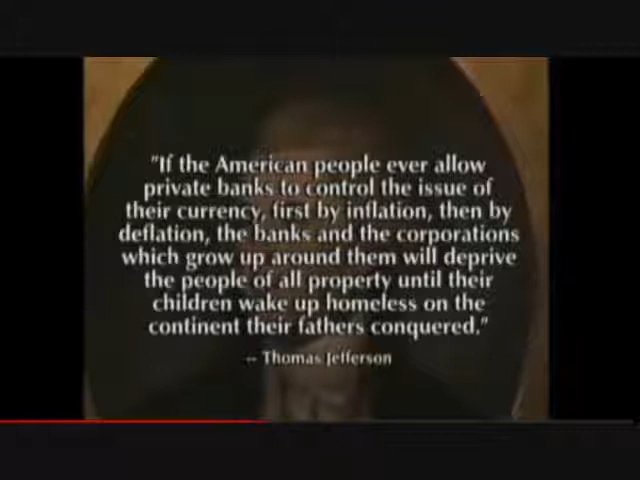 "If the American people ever allow
private banks to control the issue of
their currency, first by inflation, then by
deflation, the banks and the corporations
which grow up around them will deprive
the people of all property until their
children wake up homeless on the
continent their fathers conquered."
-- Thomas Jefferson